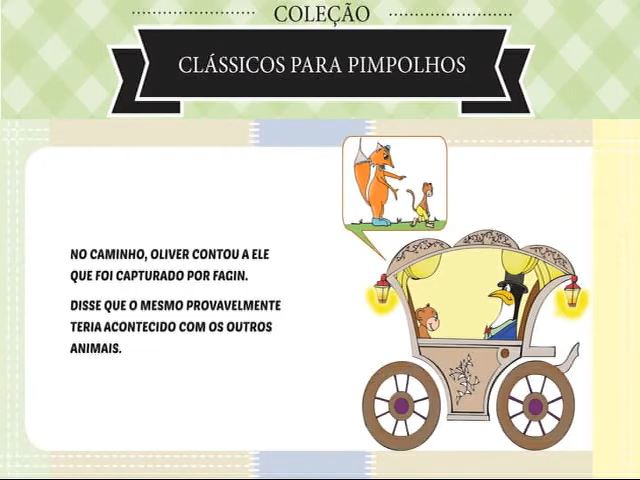 COLEÇÃO
CLÁSSICOS PARA PIMPOLHOS
NO CAMINHO, OLIVER CONTOU A ELE
QUE FOI CAPTURADO POR FAGIN.
DISSE QUE O MESMO PROVAVELMENTE
TERIA ACONTECIDO COM OS OUTROS
ANIMAIS.